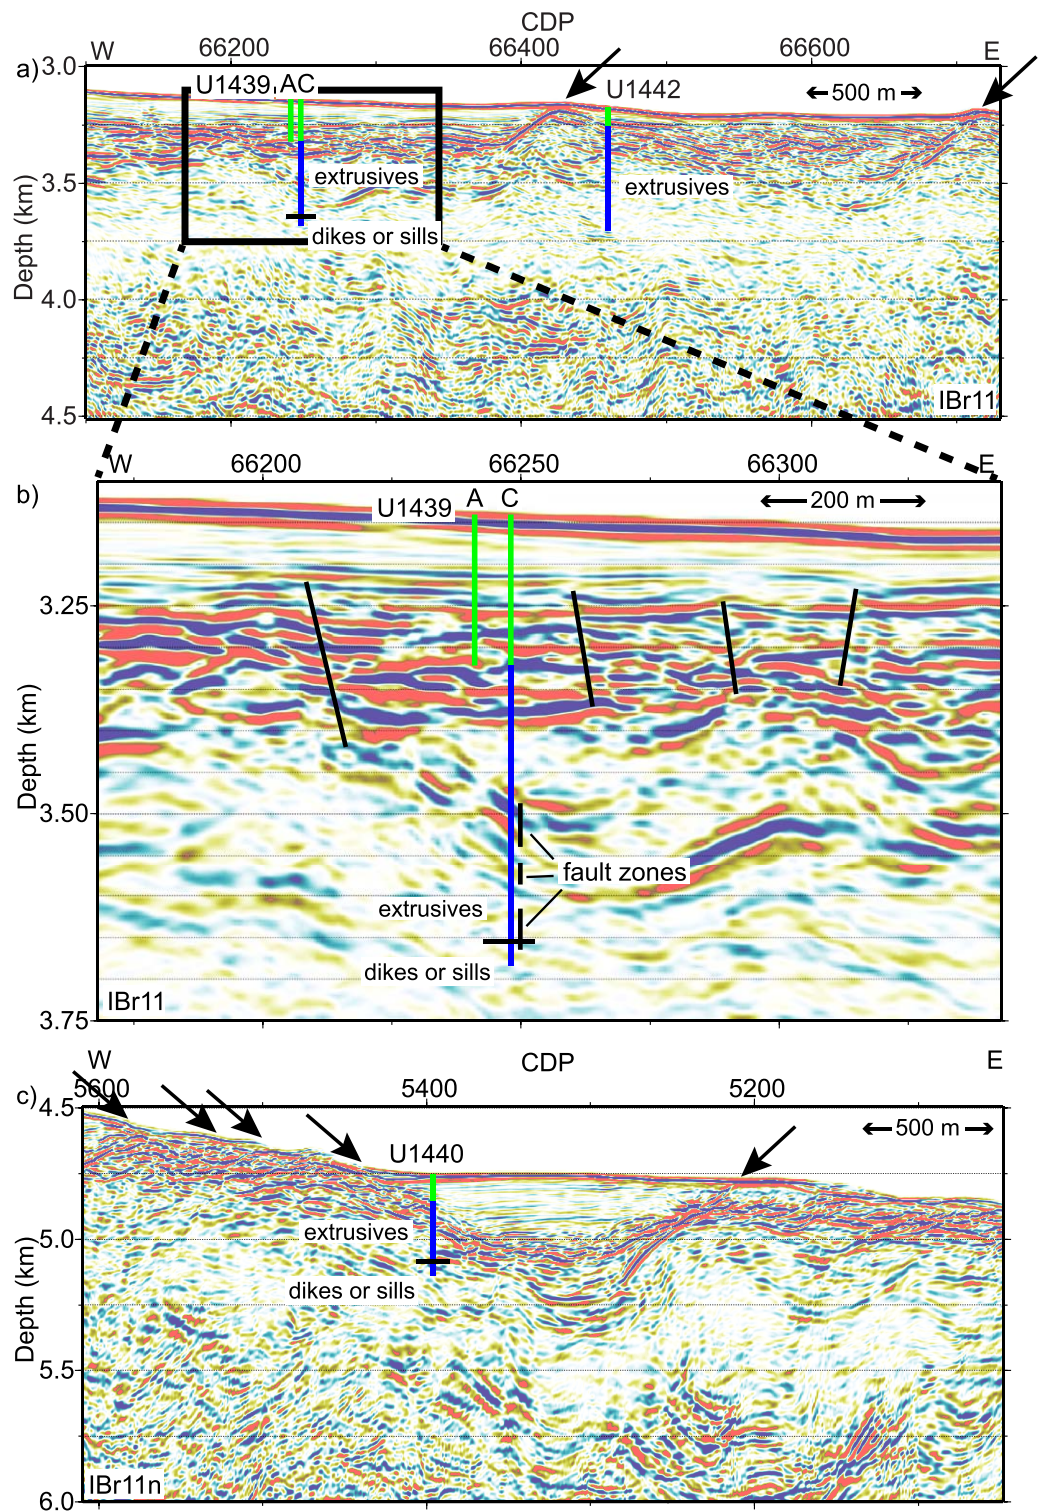 CDP
W 66200 66400 66600 E
a) 3.0
U1439 AC
U1442
500 m
extrusives
extrusives
3.5
dikes or sills
Depth (km)
4.0
4.5
IBr11
W 66200 66250 66300 E
b)
U1439 A C
200 m
3.25
Depth (km)
3.50
fault zones
extrusives
dikes or sills
IBr11
3.75
W CDP E
5600 5400 5200
c) 4.5
500 m
U1440
extrusives
5.0
dikes or sills
Depth (km)
5.5
IBr11n
6.0